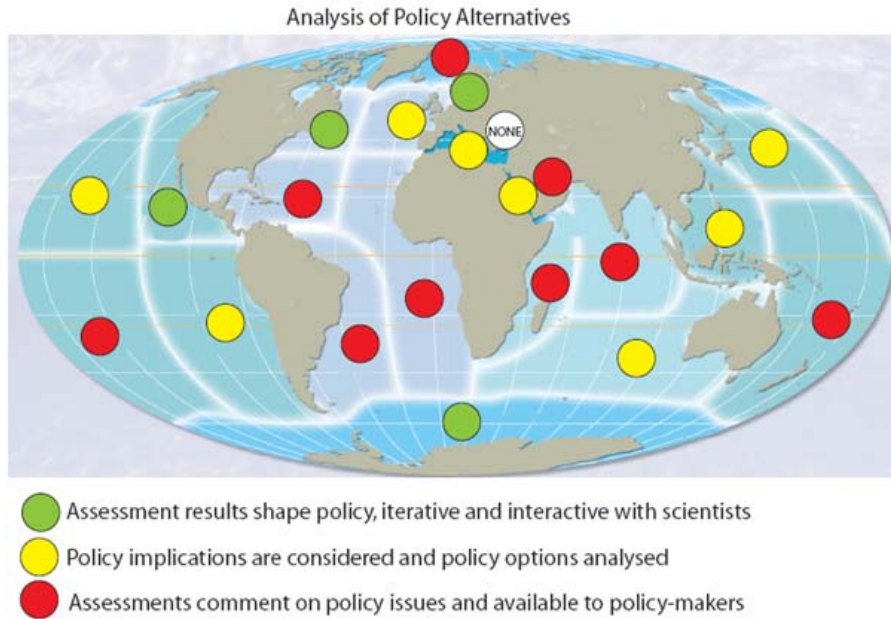 Analysis of Policy Alternatives
NONE
Assessment results shape policy, iterative and interactive with scientists
Policy implications are considered and policy options analysed
Assessments comment on policy issues and available to policy-makers